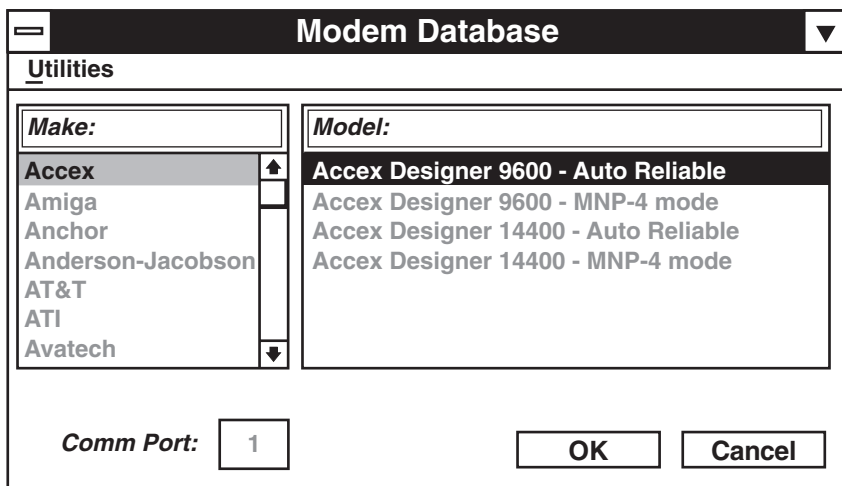 Modem Database
Utilities
Make:
Accex
Amiga
Anchor
Anderson-Jacobson
AT&T
ATI
Avatech
Model:
Accex Designer 9600 - Auto Reliable
Accex Designer 9600 - MNP-4 mode
Accex Designer 14400 - Auto Reliable
Accex Designer 14400 - MNP-4 mode
Comm Port: 1
OK
Cancel